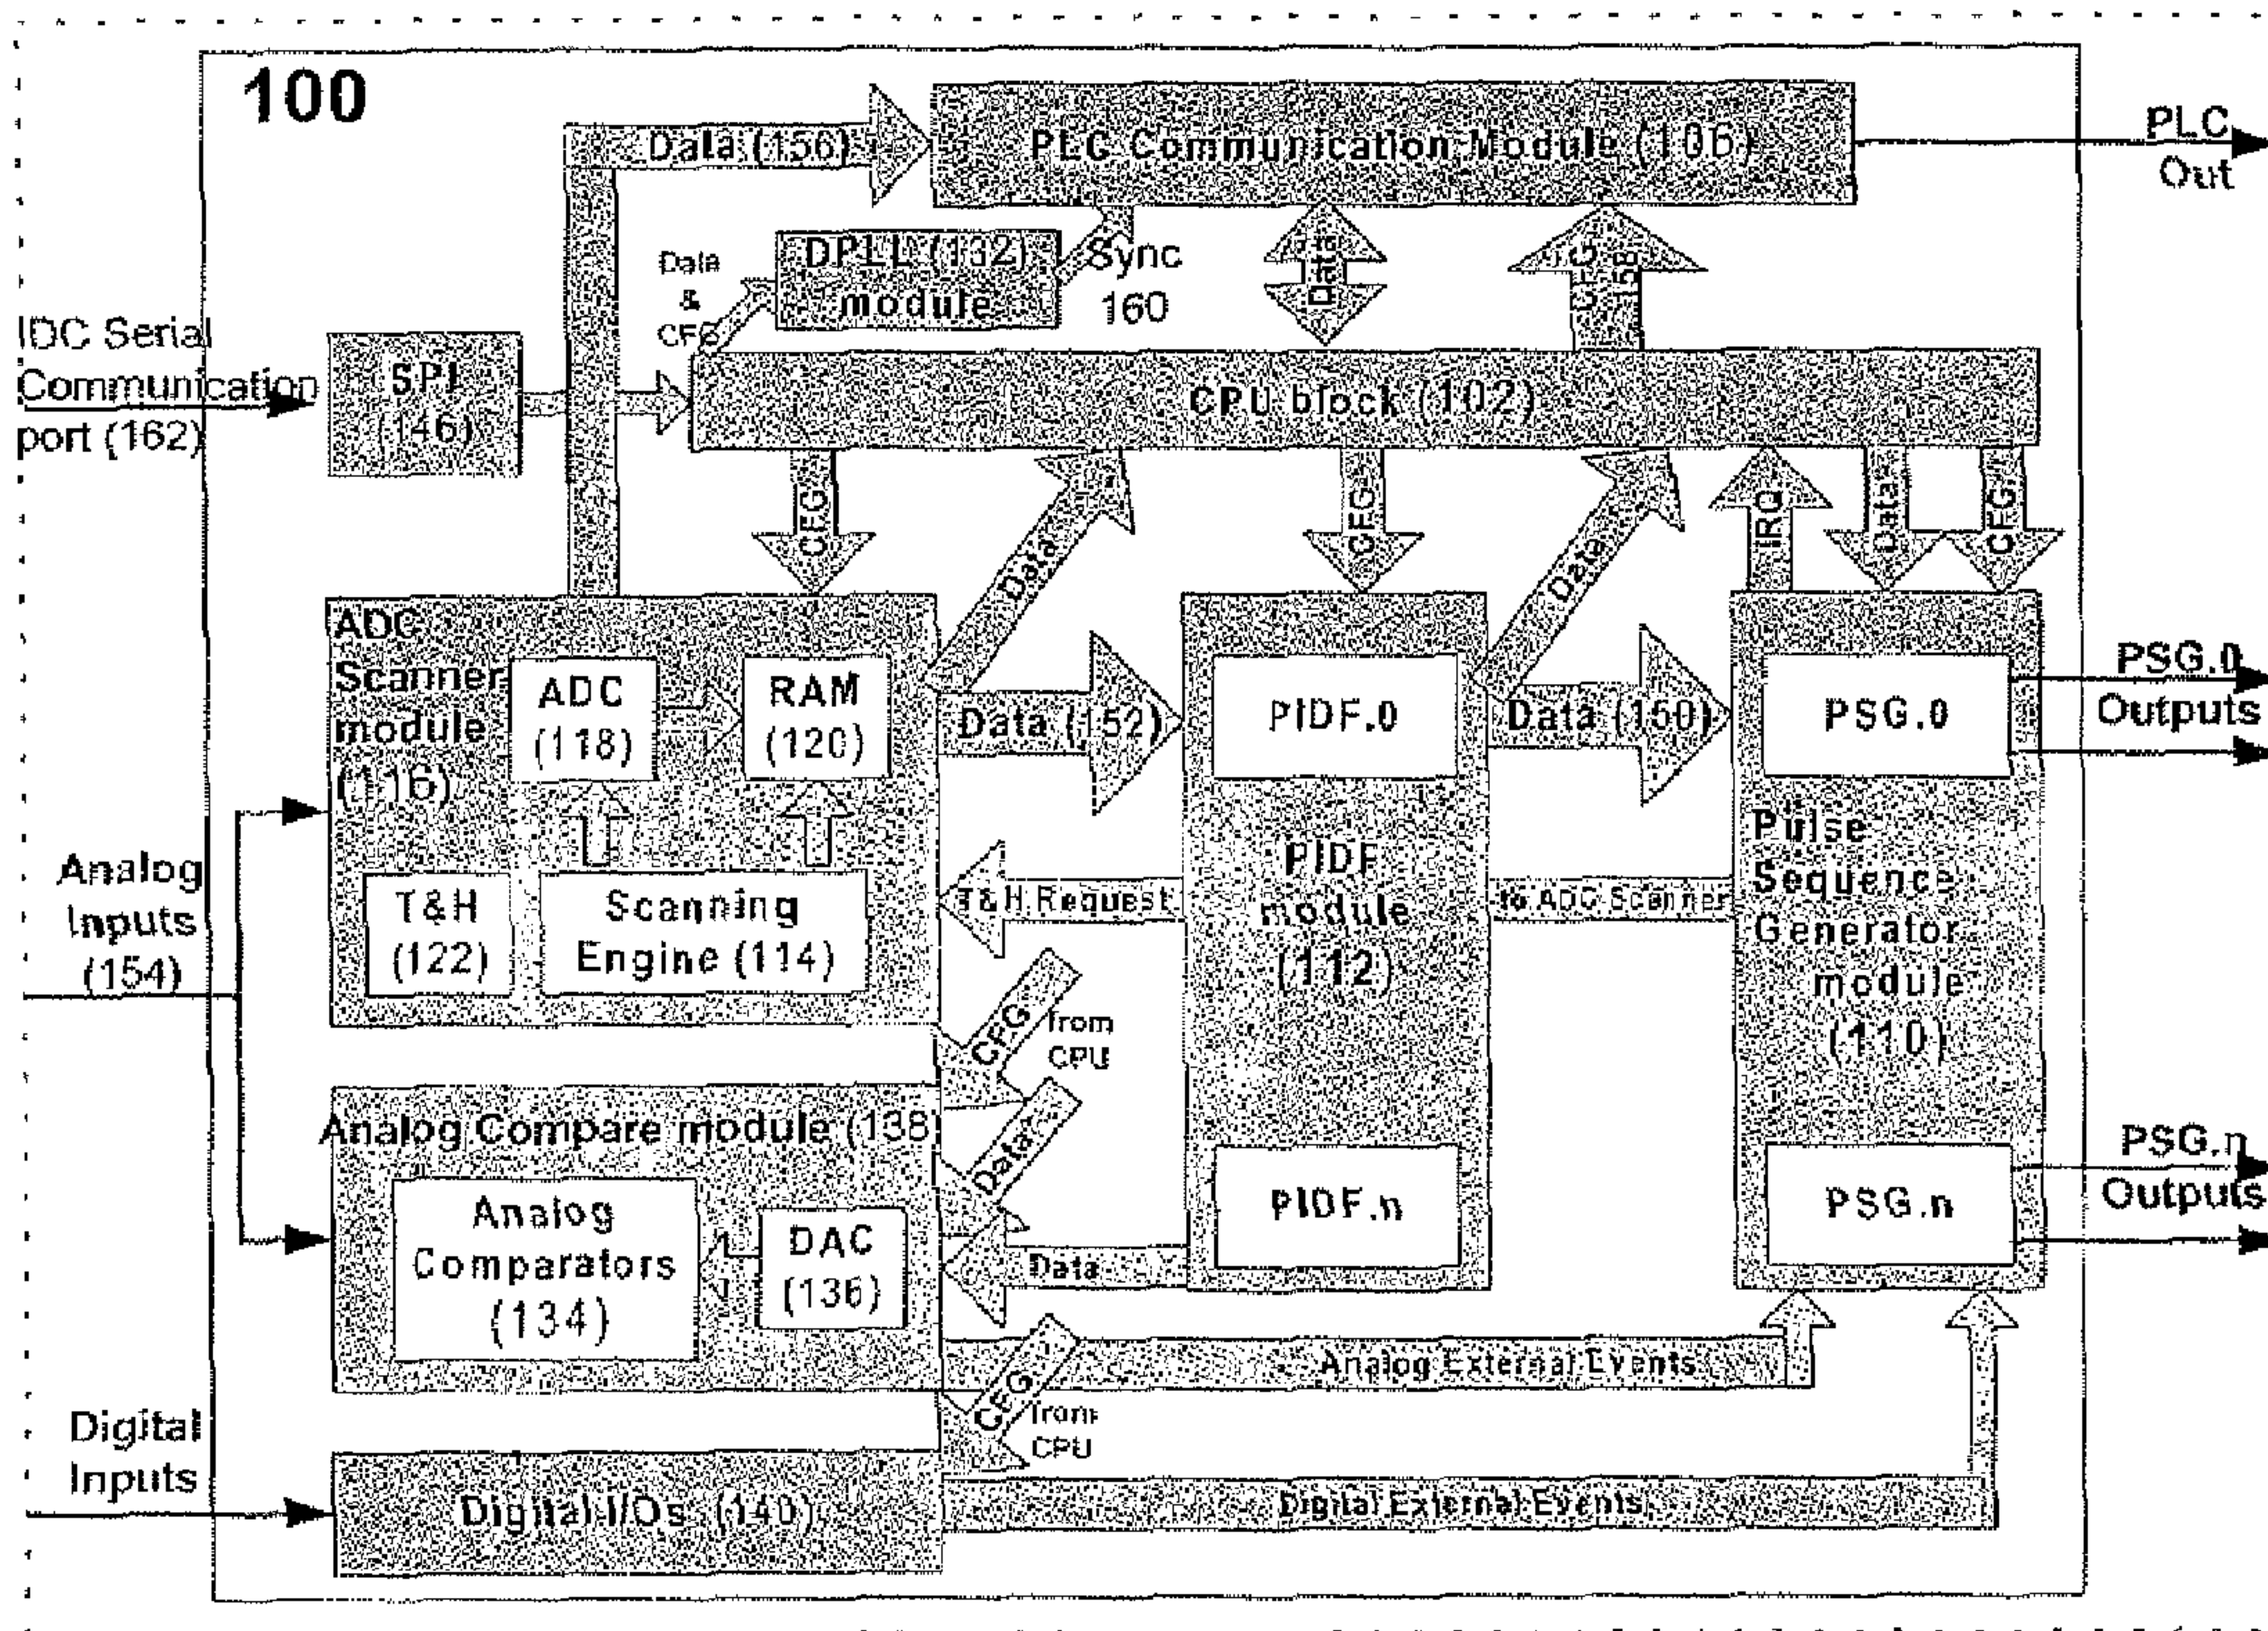 100
Data (156)
PLC Communication Module (106)
PLC
Out
Data
&
CFG
DPLL (132)
module
Sync
160
Data
CFG
158
IDC Serial
Communication
port (162)
SPI
(146)
CPU block (102)
CFG
Data
CFG
Data
IRQ
Data
CFG
ADC
Scanner
module
(116)
ADC
(118)
RAM
(120)
Data (152)
PIDF.0
Data (150)
PSG.0
PSG.0
Outputs
Analog
Inputs
(154)
T&H
(122)
Scanning
Engine (114)
T&H Request
PIDF
module
(112)
to ADC Scanner
Pulse
Sequence
Generator
module
(110)
CFG
from
CPU
Analog Compare module (138)
Data
Analog
Comparators
(134)
DAC
(136)
Data
PIDF.n
PSG.n
PSG.n
Outputs
Analog External Events
CFG
from
CPU
Digital
Inputs
Digital I/Os (140)
Digital External Events